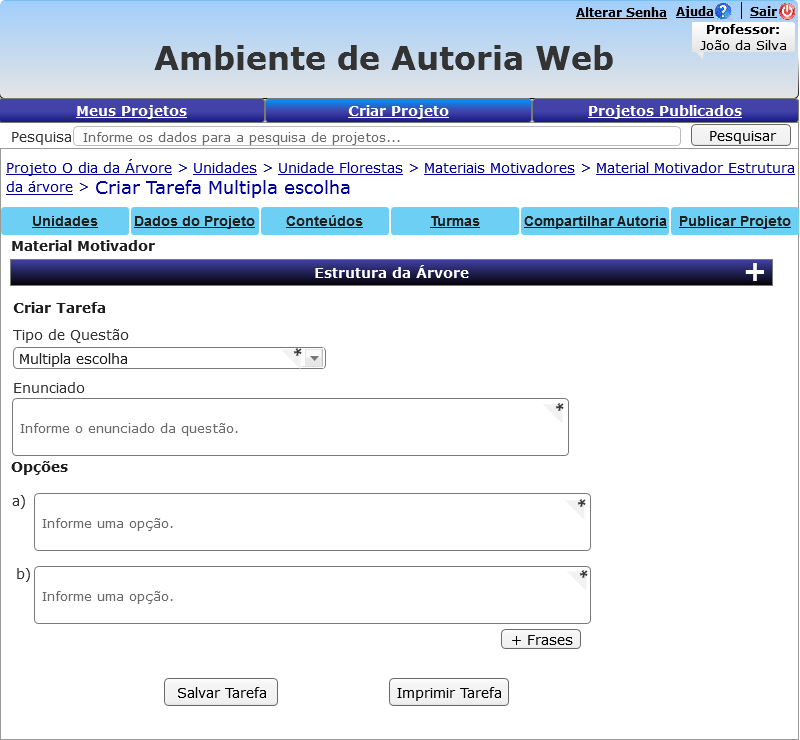 Alterar Senha Ajuda? Sair
Professor:
João da Silva
Ambiente de Autoria Web
Meus Projetos Criar Projeto Projetos Publicados
Pesquisa Informe os dados para a pesquisa de projetos... Pesquisar
Projeto O dia da Árvore > Unidades > Unidade Florestas > Materiais Motivadores > Material Motivador Estrutura
da árvore > Criar Tarefa Multipla escolha
Unidades Dados do Projeto Conteúdos Turmas Compartilhar Autoria Publicar Projeto
Material Motivador
Estrutura da Árvore +
Criar Tarefa
Tipo de Questão
Multipla escolha *
Enunciado
Informe o enunciado da questão. *
Opções
a) Informe uma opção. *
b) Informe uma opção. *
+ Frases
Salvar Tarefa Imprimir Tarefa